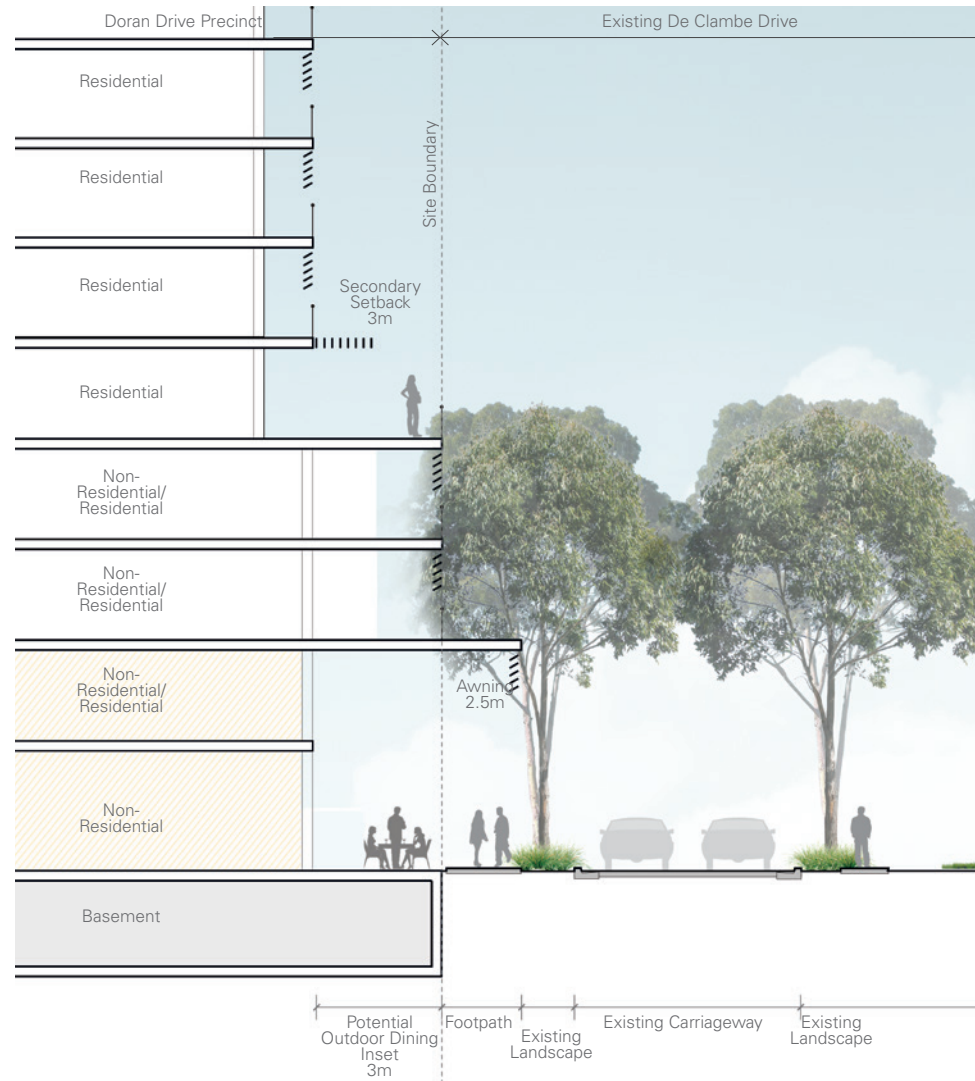 Doran Drive Precinct
Existing De Clambe Drive
Residential
Residential
Site Boundary
Residential
Secondary
Setback
3m
Residential
Non-
Residential/
Residential
Non-
Residential/
Residential
Non-
Residential/
Residential
Awning
2.5m
Non-
Residential
Basement
Potential
Outdoor Dining
Inset
3m
Footpath
Existing
Landscape
Existing Carriageway
Existing
Landscape